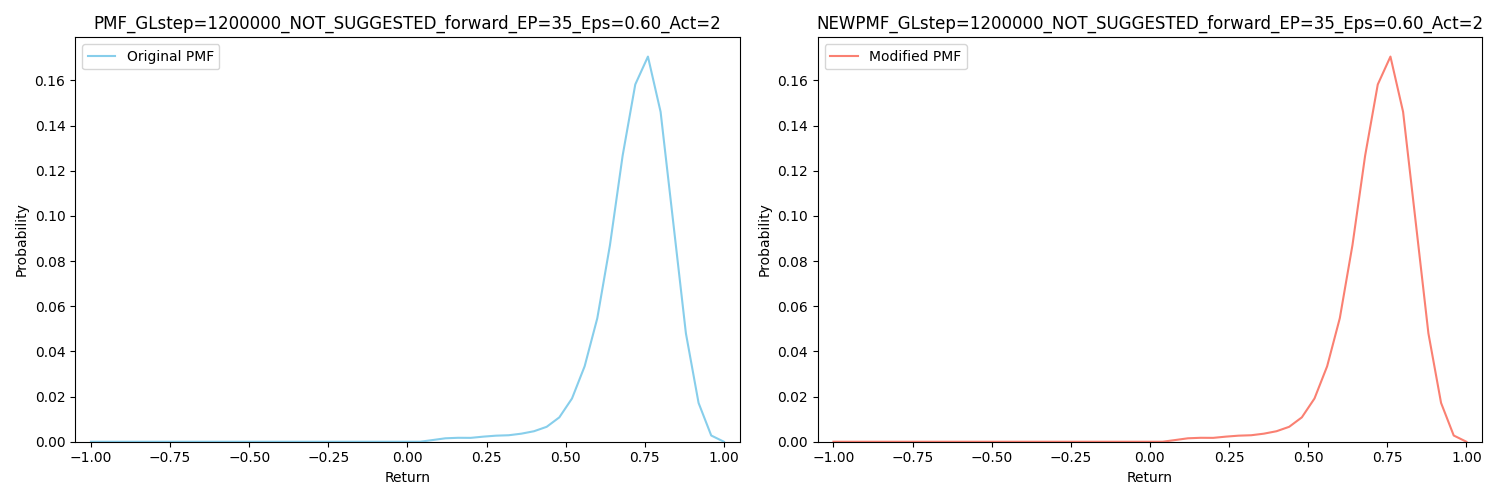 PMF_GLstep=1200000_NOT_SUGGESTED_forward_EP=35_Eps=0.60_Act=2
Original PMF
Probability
0.16
0.14
0.12
0.10
0.08
0.06
0.04
0.02
0.00
−1.00 −0.75 −0.50 −0.25 0.00 0.25 0.50 0.75 1.00
Return
NEWPMF_GLstep=1200000_NOT_SUGGESTED_forward_EP=35_Eps=0.60_Act=2
Modified PMF
Probability
0.16
0.14
0.12
0.10
0.08
0.06
0.04
0.02
0.00
−1.00 −0.75 −0.50 −0.25 0.00 0.25 0.50 0.75 1.00
Return